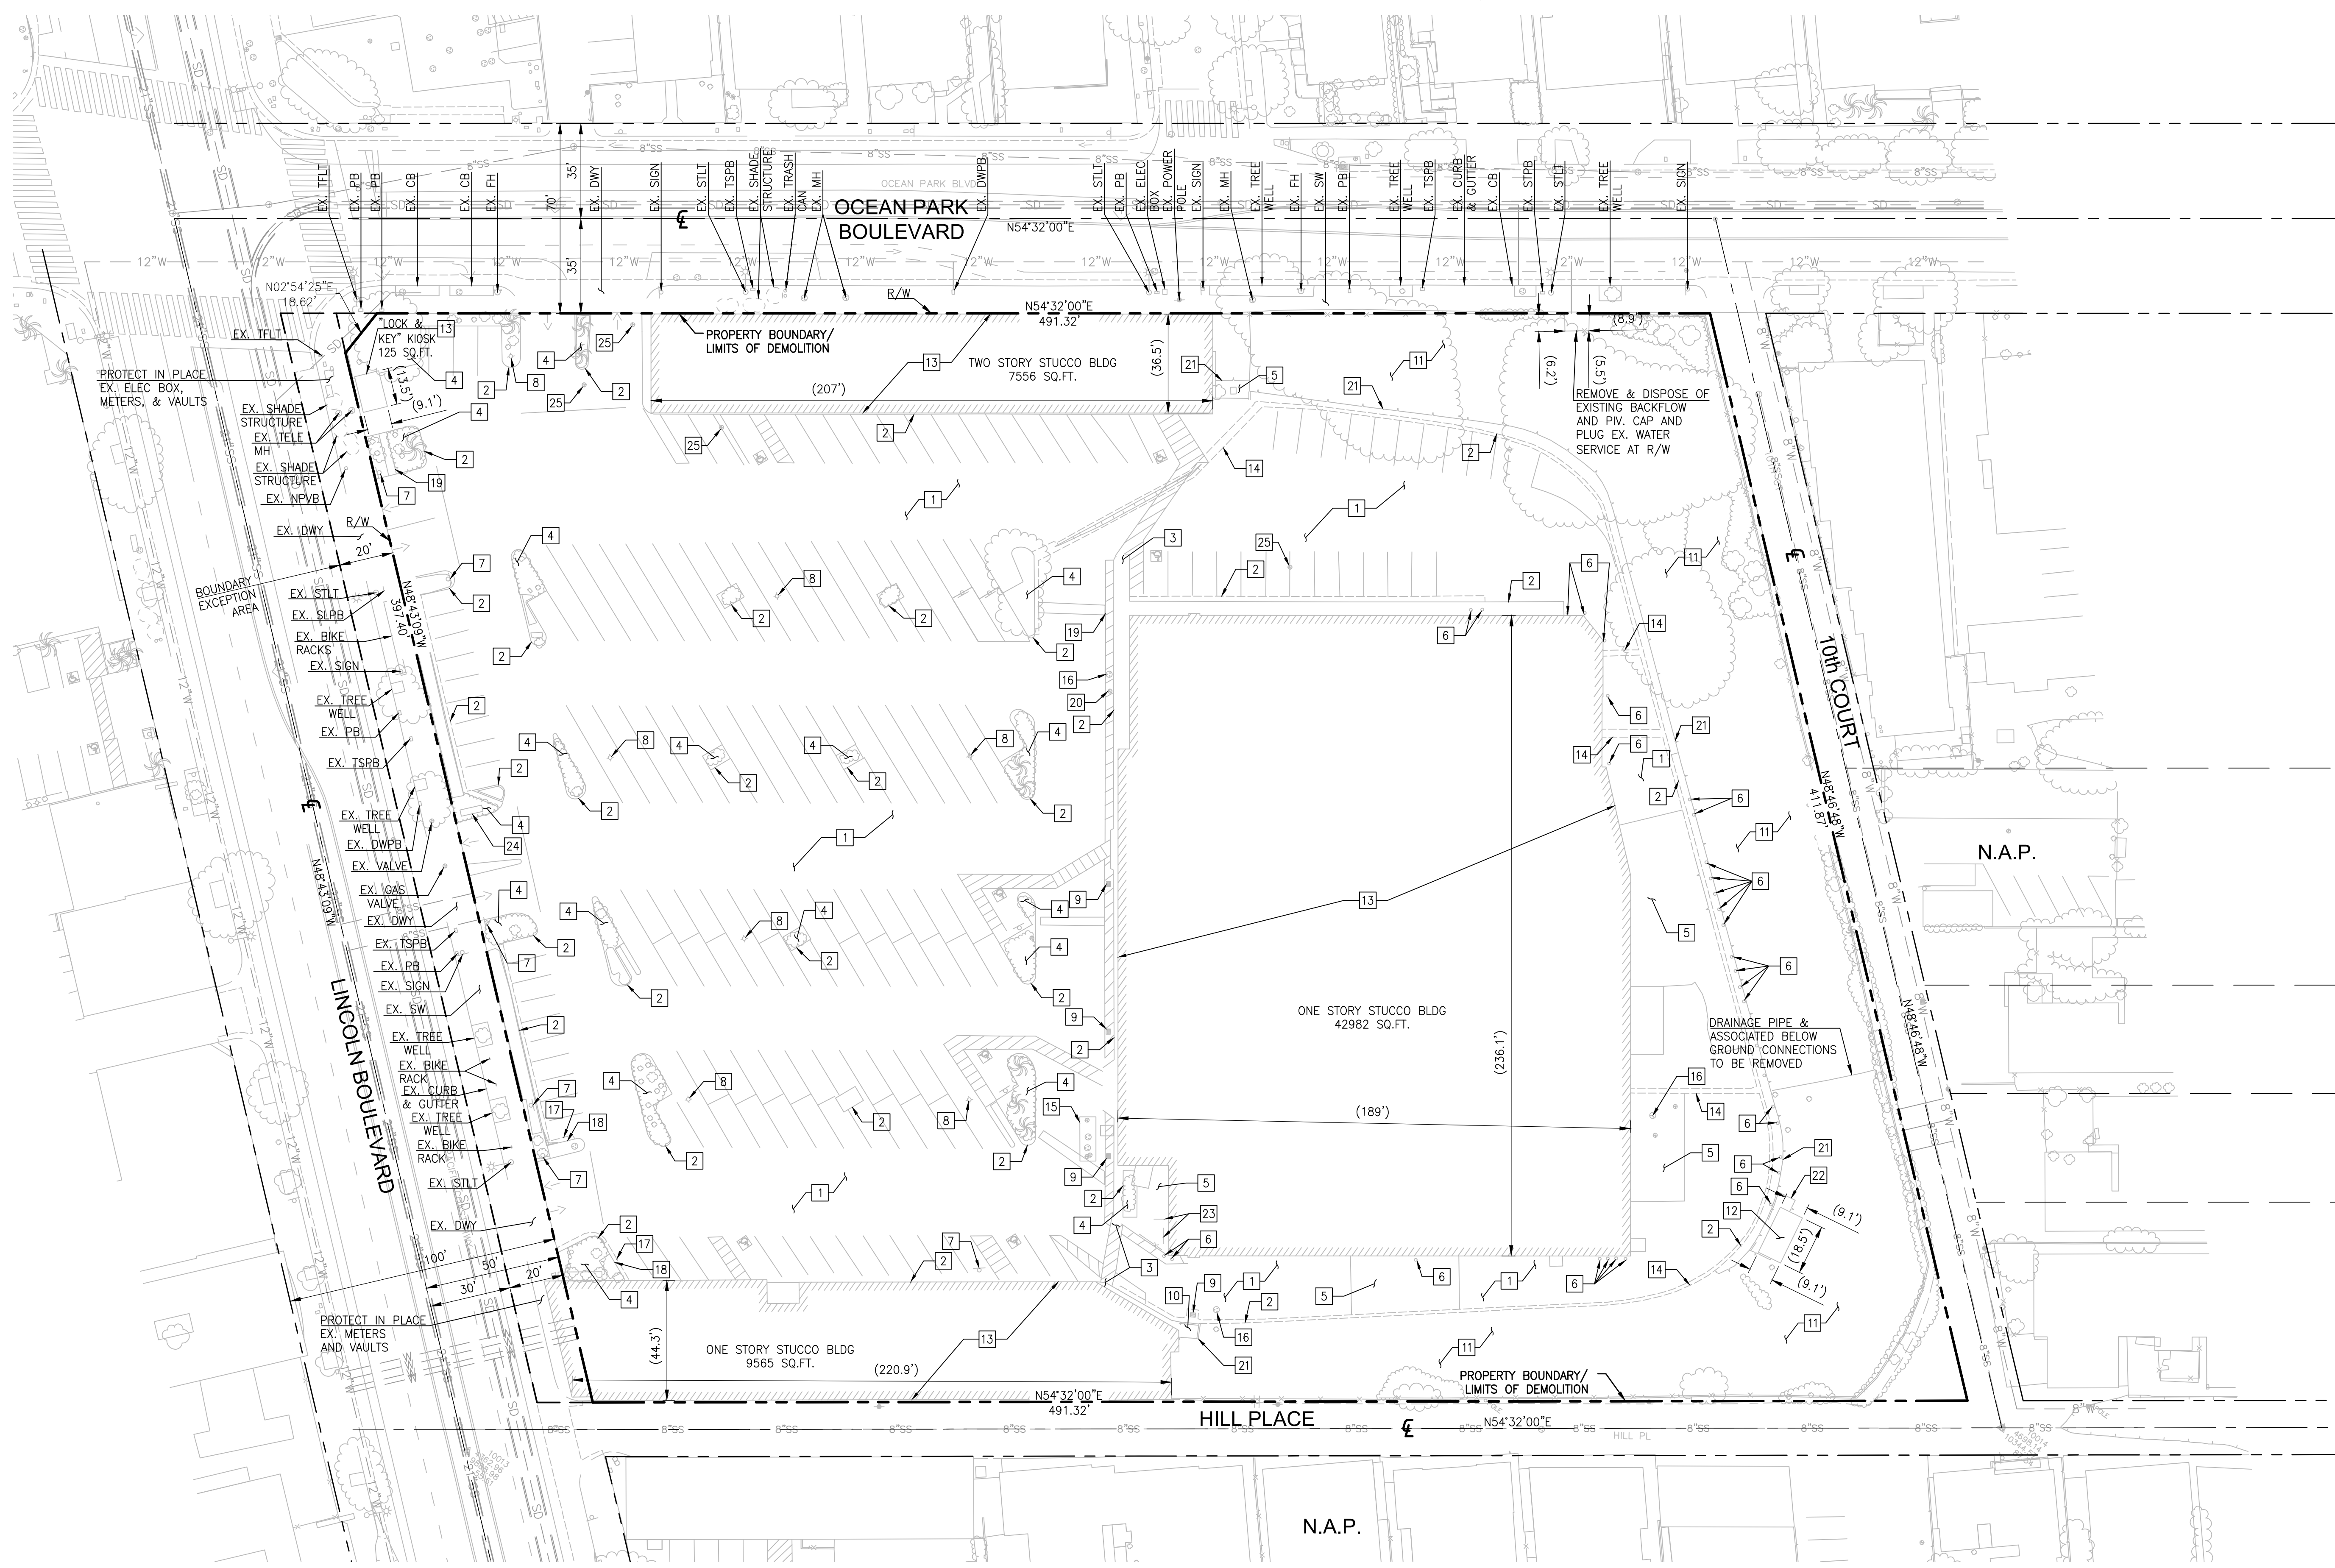 OCEAN PARK BLVD
OCEAN PARK
BOULEVARD
N54°32'00"E
70'
35'
35'
EX. TFLT
EX. PB
EX. PB
EX. CB
EX. CB
EX. FH
EX. DWY
EX. SIGN
EX. STLT
EX. TSPB
EX. SHADE
STRUCTURE
EX. TRASH
CAN
EX. MH
EX. DWPB
EX. STLT
EX. PB
EX. ELEC
BOX
EX. POWER
POLE
EX. SIGN
EX. MH
EX. TREE
WELL
EX. FH
EX. SW
EX. PB
EX. TREE
WELL
EX. TSPB
EX. CURB
& GUTTER
EX. CB
EX. STPB
EX. STLT
EX. TREE
WELL
EX. SIGN
8"SS
12"W
SD
N02°54'25"E
18.62'
R/W
N54°32'00"E
491.32'
PROPERTY BOUNDARY/
LIMITS OF DEMOLITION
"LOCK &
KEY" KIOSK
125 SQ.FT.
(13.5')
(9.1')
TWO STORY STUCCO BLDG
7556 SQ.FT.
(207')
(36.5')
(8.9')
(6.2')
(5.5')
REMOVE & DISPOSE OF
EXISTING BACKFLOW
AND PIV. CAP AND
PLUG EX. WATER
SERVICE AT R/W
EX. TFLT
PROTECT IN PLACE
EX. ELEC BOX,
METERS, & VAULTS
EX. SHADE
STRUCTURE
EX. TELE
MH
EX. SHADE
STRUCTURE
EX. NPVB
R/W
EX. DWY
20'
BOUNDARY
EXCEPTION
AREA
N48°43'09"W
397.40'
EX. STLT
EX. SLPB
EX. BIKE
RACKS
EX. SIGN
EX. TREE
WELL
EX. PB
EX. TSPB
EX. TREE
WELL
EX. DWPB
EX. VALVE
EX. GAS
VALVE
EX. DWY
EX. TSPB
EX. PB
EX. SIGN
EX. SW
EX. TREE
WELL
EX. BIKE
RACK
EX. CURB
& GUTTER
EX. TREE
WELL
EX. BIKE
RACK
EX. STLT
EX. DWY
N48°43'09"W
LINCOLN BOULEVARD
100'
50'
30'
20'
PROTECT IN PLACE
EX. METERS
AND VAULTS
10th COURT
N48°46'48"W
411.87'
N48°46'48"W
8"W
N.A.P.
ONE STORY STUCCO BLDG
42982 SQ.FT.
(236.1')
(189')
DRAINAGE PIPE &
ASSOCIATED BELOW
GROUND CONNECTIONS
TO BE REMOVED
(9.1')
(18.5')
(9.1')
ONE STORY STUCCO BLDG
9565 SQ.FT.
(44.3')
(220.9')
N54°32'00"E
491.32'
PROPERTY BOUNDARY/
LIMITS OF DEMOLITION
HILL PLACE
N54°32'00"E
HILL PL
N.A.P.